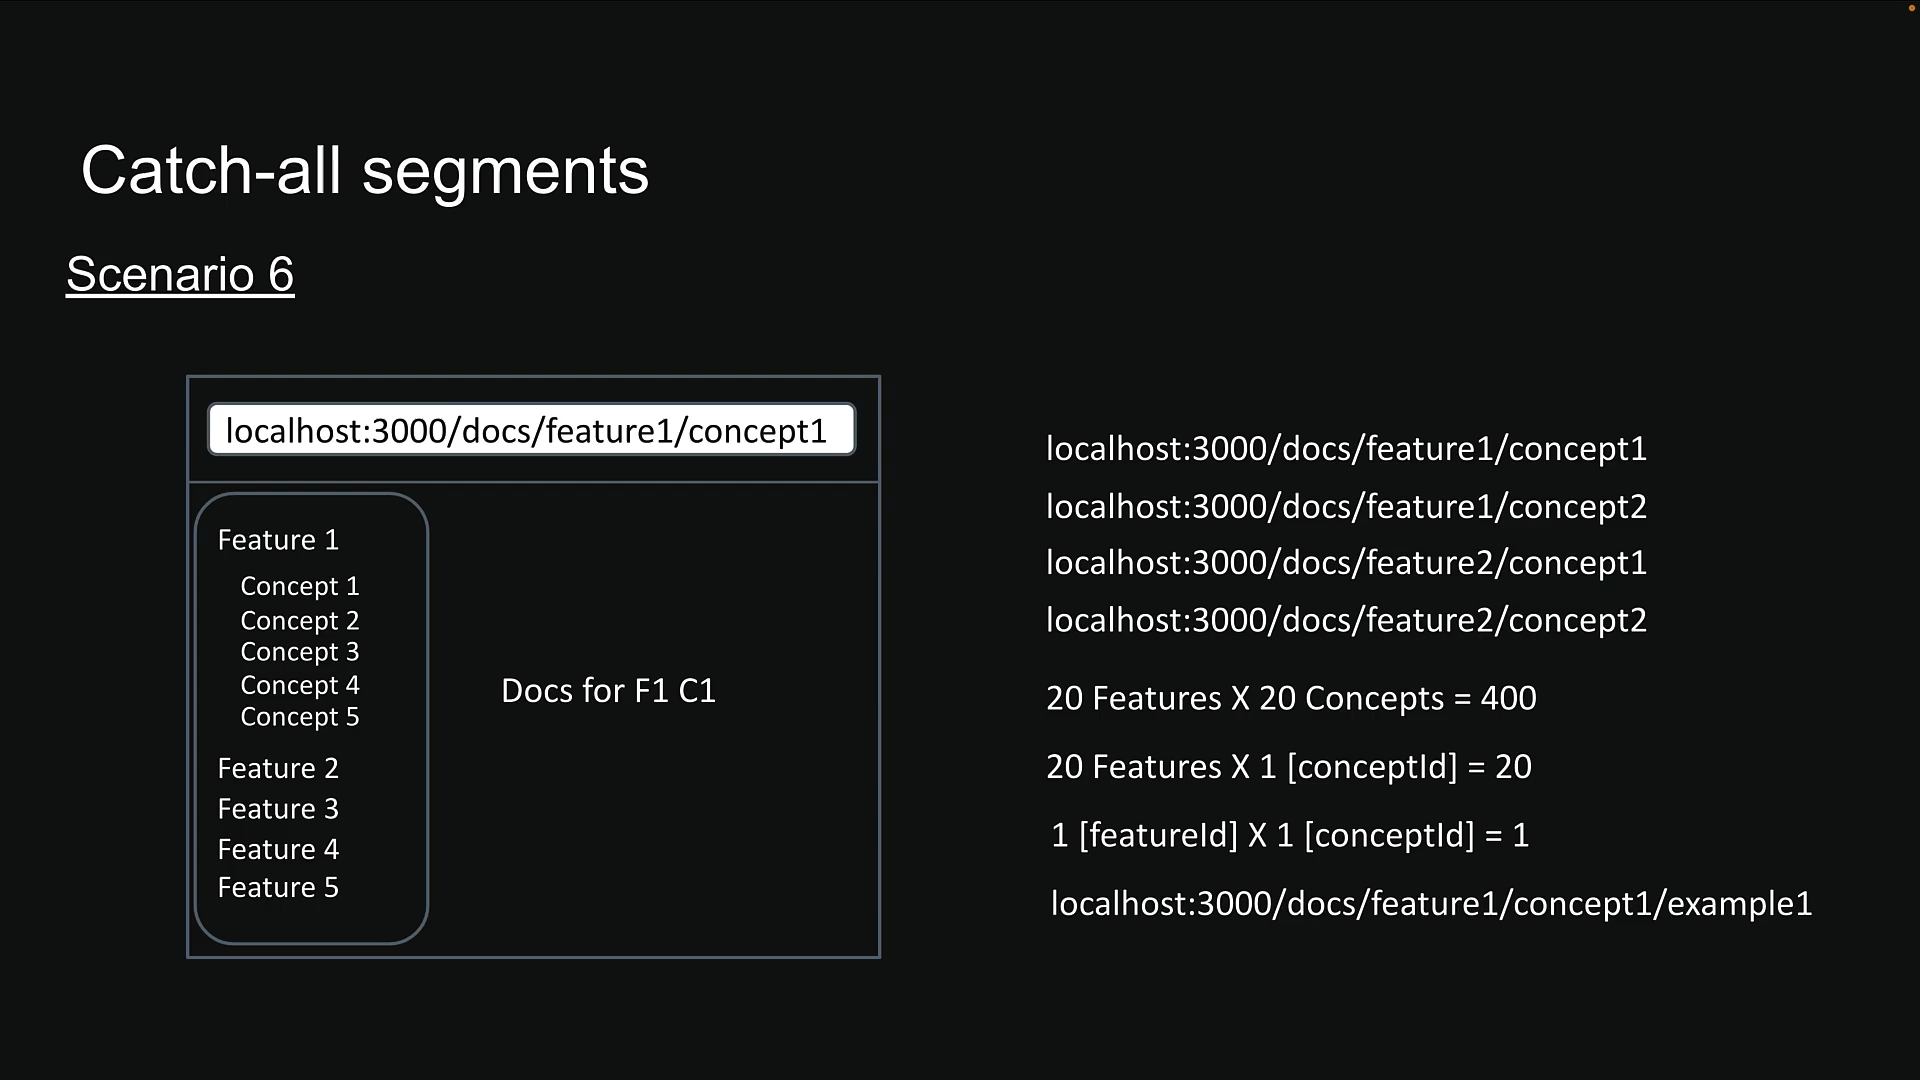 Catch-all segments
Scenario 6
localhost:3000/docs/feature1/concept1
Feature 1
Concept 1
Concept 2
Concept 3
Concept 4
Concept 5
Feature 2
Feature 3
Feature 4
Feature 5
Docs for F1 C1
localhost:3000/docs/feature1/concept1
localhost:3000/docs/feature1/concept2
localhost:3000/docs/feature2/concept1
localhost:3000/docs/feature2/concept2
20 Features X 20 Concepts = 400
20 Features X 1 [conceptId] = 20
1 [featureId] X 1 [conceptId] = 1
localhost:3000/docs/feature1/concept1/example1